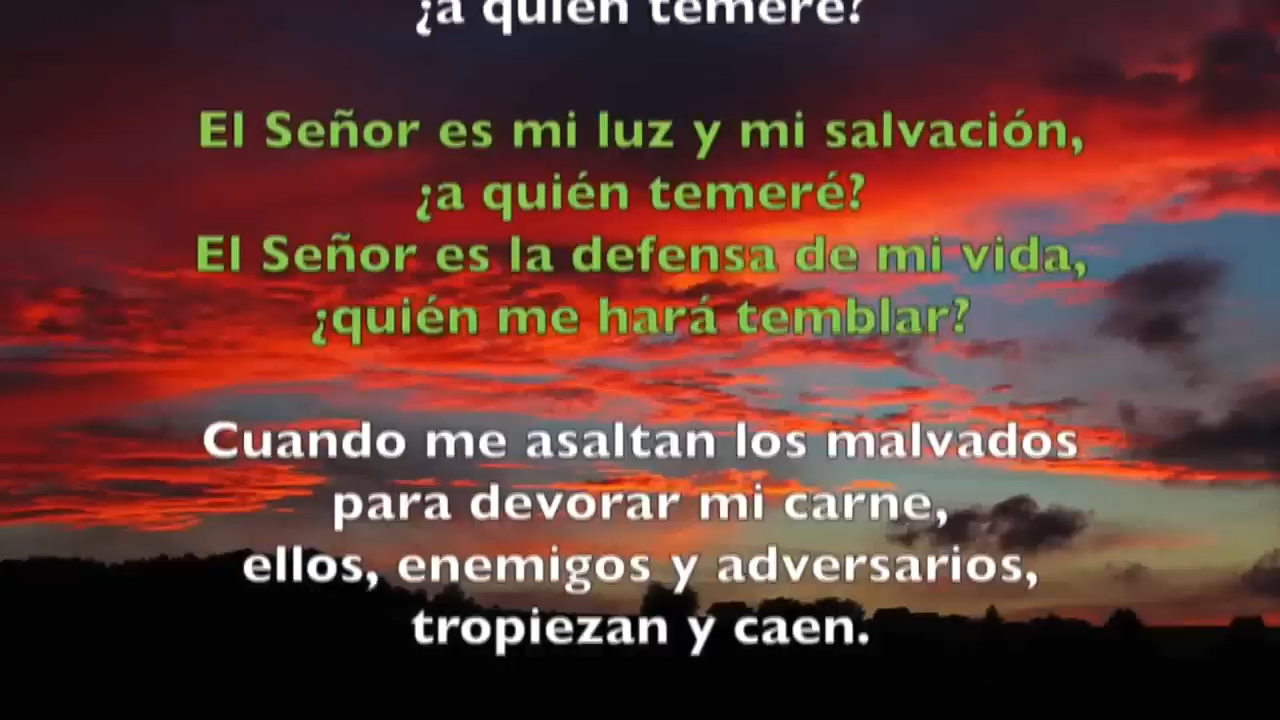 ¿a quién temeré?
El Señor es mi luz y mi salvación,
¿a quién temeré?
El Señor es la defensa de mi vida,
¿quién me hará temblar?
Cuando me asaltan los malvados
para devorar mi carne,
ellos, enemigos y adversarios,
tropiezan y caen.